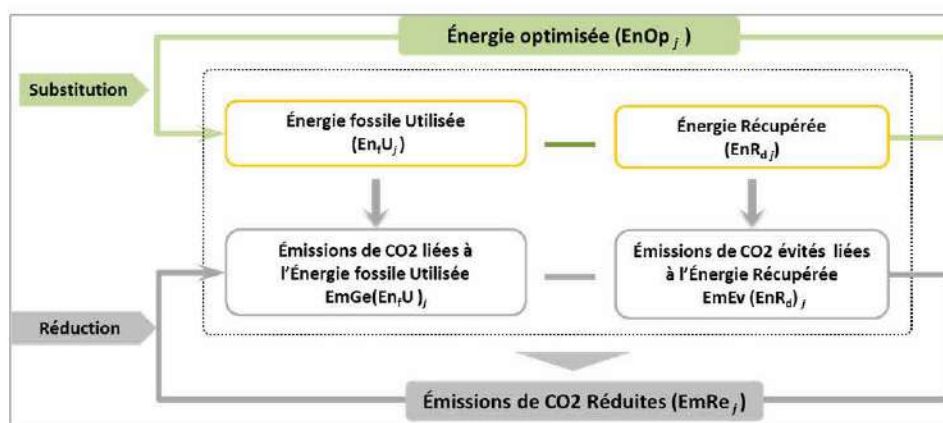 Énergie optimisée (EnOp j )
Substitution
Énergie fossile Utilisée
(EnfUj )
Énergie Récupérée
(EnRd j)
Émissions de CO2 liées à
l'Énergie fossile Utilisée
EmGe(EnfU )j
Émissions de CO2 évités liées
à l'Énergie Récupérée
EmEv (EnRd) j
Réduction
Émissions de CO2 Réduites (EmRe j )